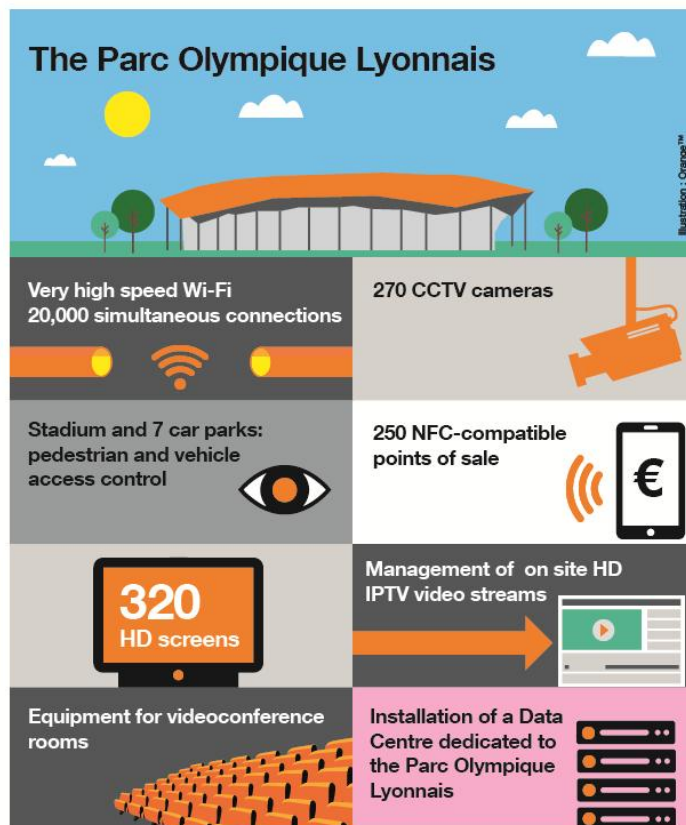 The Parc Olympique Lyonnais
Illustration : Orange™
Very high speed Wi-Fi
20,000 simultaneous connections
270 CCTV cameras
Stadium and 7 car parks:
pedestrian and vehicle
access control
250 NFC-compatible
points of sale
€
320
HD screens
Management of on site HD
IPTV video streams
Equipment for videoconference
rooms
Installation of a Data
Centre dedicated to
the Parc Olympique
Lyonnais